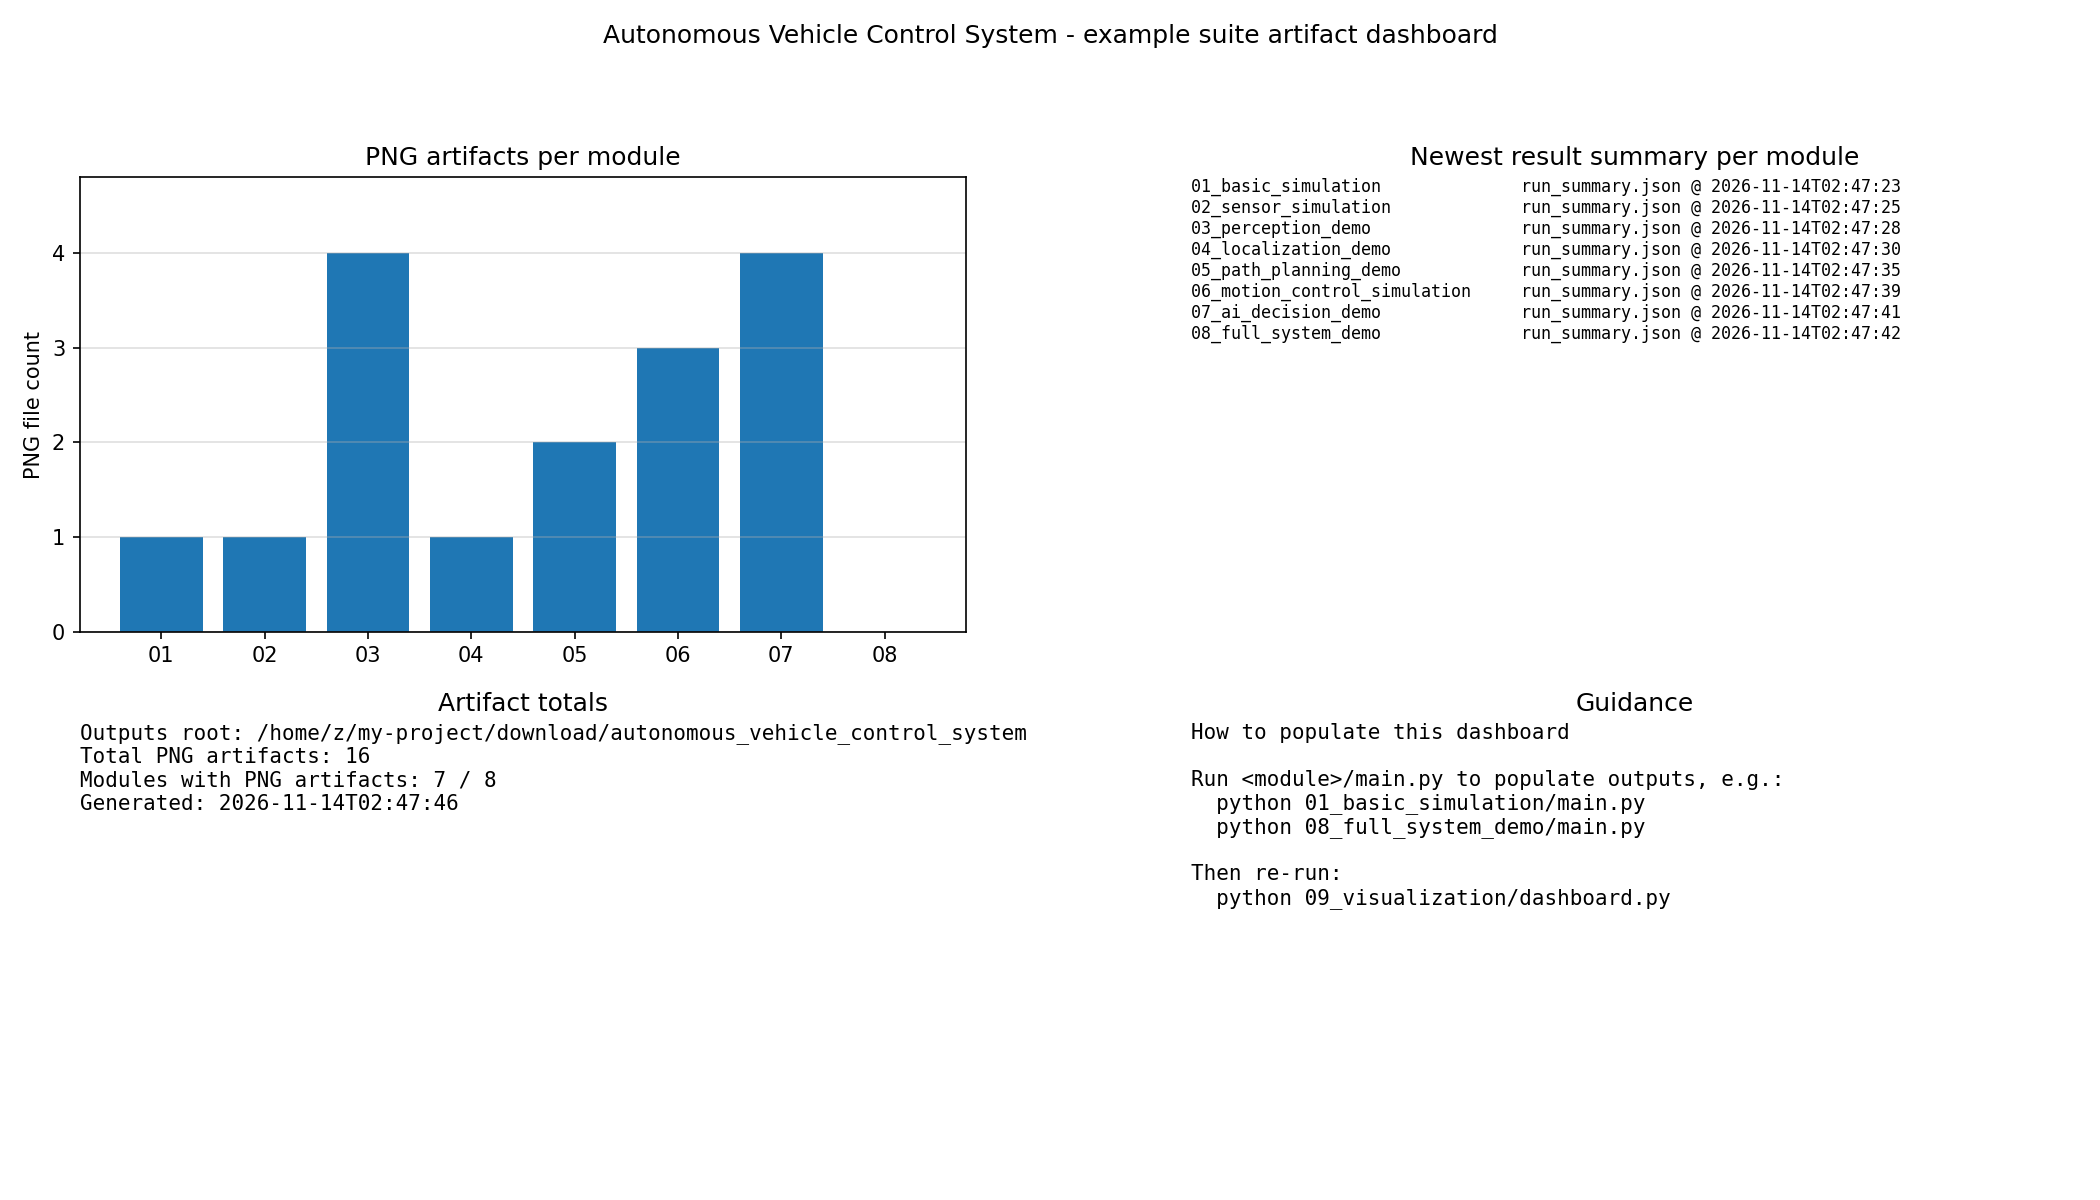 Autonomous Vehicle Control System - example suite artifact dashboard
PNG artifacts per module
PNG file count
4
3
2
1
0
01 02 03 04 05 06 07 08
Newest result summary per module
01_basic_simulation run_summary.json @ 2026-11-14T02:47:23
02_sensor_simulation run_summary.json @ 2026-11-14T02:47:25
03_perception_demo run_summary.json @ 2026-11-14T02:47:28
04_localization_demo run_summary.json @ 2026-11-14T02:47:30
05_path_planning_demo run_summary.json @ 2026-11-14T02:47:35
06_motion_control_simulation run_summary.json @ 2026-11-14T02:47:39
07_ai_decision_demo run_summary.json @ 2026-11-14T02:47:41
08_full_system_demo run_summary.json @ 2026-11-14T02:47:42
Artifact totals
Outputs root: /home/z/my-project/download/autonomous_vehicle_control_system
Total PNG artifacts: 16
Modules with PNG artifacts: 7 / 8
Generated: 2026-11-14T02:47:46
Guidance
How to populate this dashboard
Run <module>/main.py to populate outputs, e.g.:
python 01_basic_simulation/main.py
python 08_full_system_demo/main.py
Then re-run:
python 09_visualization/dashboard.py